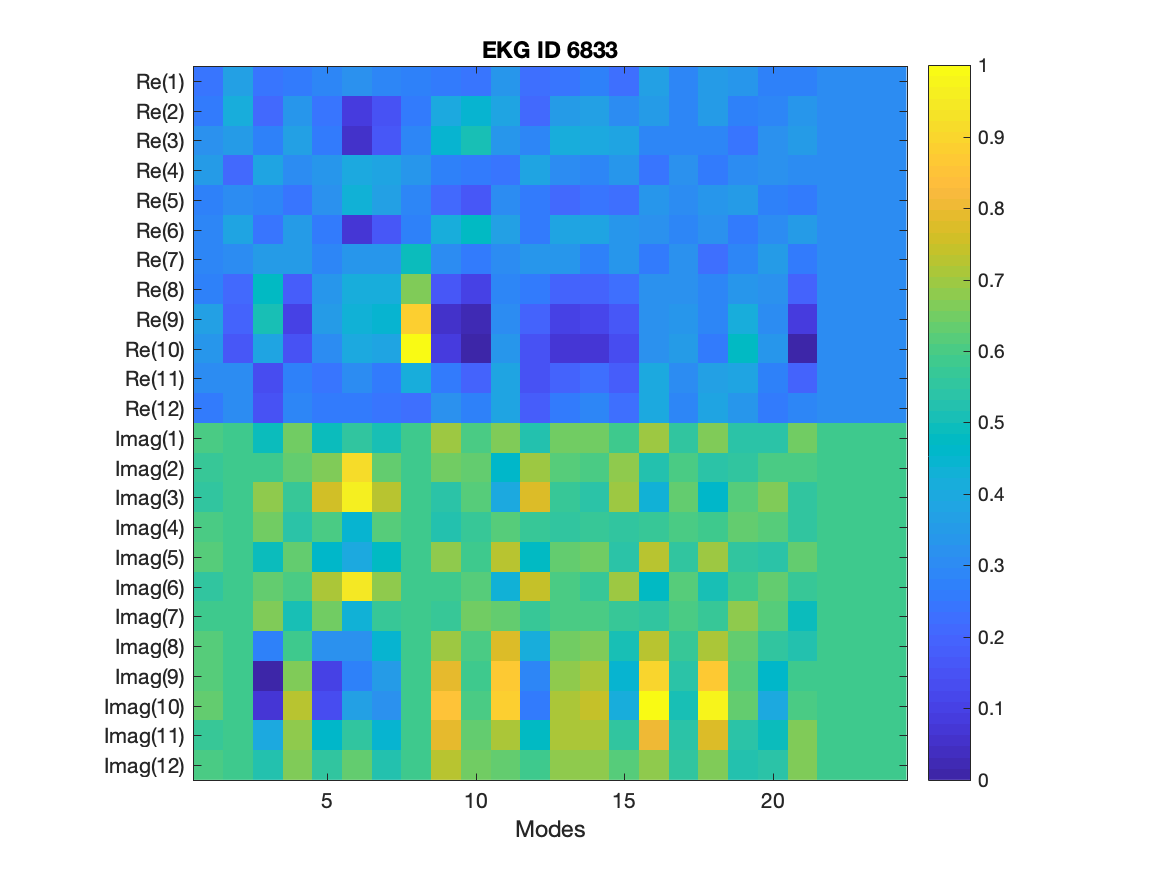 EKG ID 6833
Re(1)
Re(2)
Re(3)
Re(4)
Re(5)
Re(6)
Re(7)
Re(8)
Re(9)
Re(10)
Re(11)
Re(12)
Imag(1)
Imag(2)
Imag(3)
Imag(4)
Imag(5)
Imag(6)
Imag(7)
Imag(8)
Imag(9)
Imag(10)
Imag(11)
Imag(12)
5 10 15 20
Modes
1
0.9
0.8
0.7
0.6
0.5
0.4
0.3
0.2
0.1
0